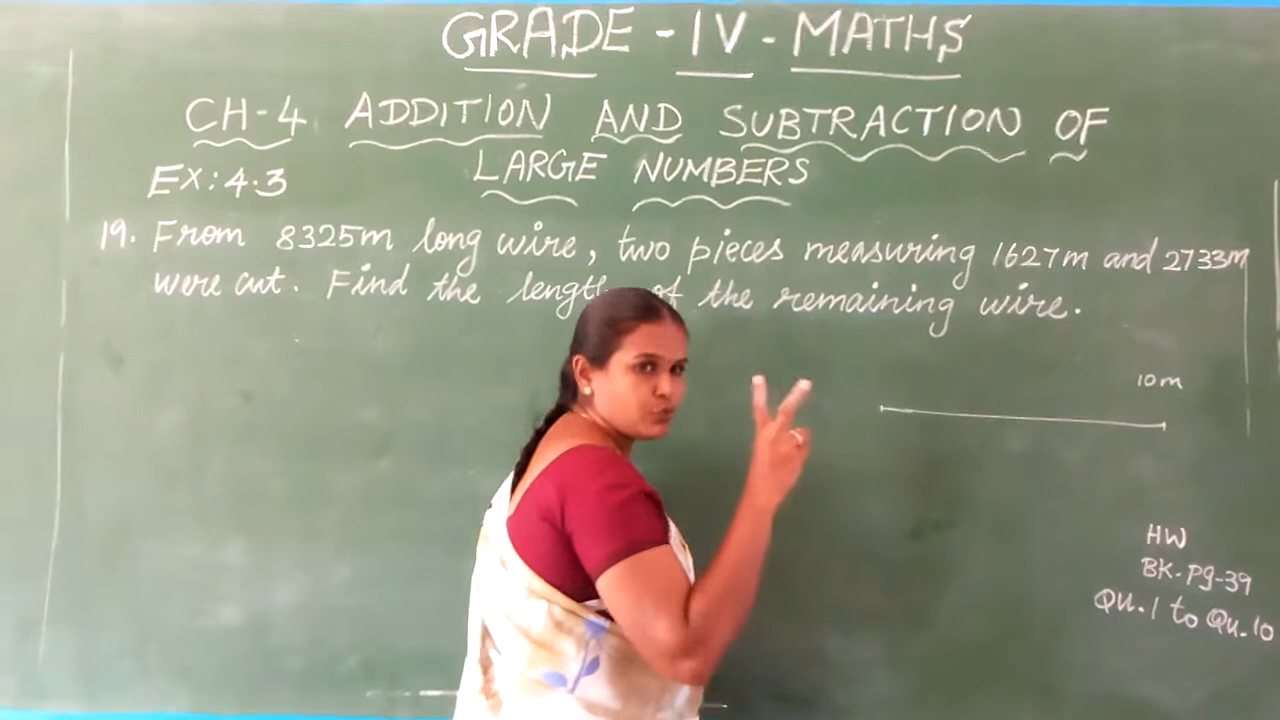 GRADE - IV - MATHS
CH-4 ADDITION AND SUBTRACTION OF
LARGE NUMBERS
Ex: 4.3
19. From 8325m long wire, two pieces measuring 1627m and 2733m
were cut. Find the length of the remaining wire.
10m
HW
BK-Pg-39
Qu.1 to Qu.10